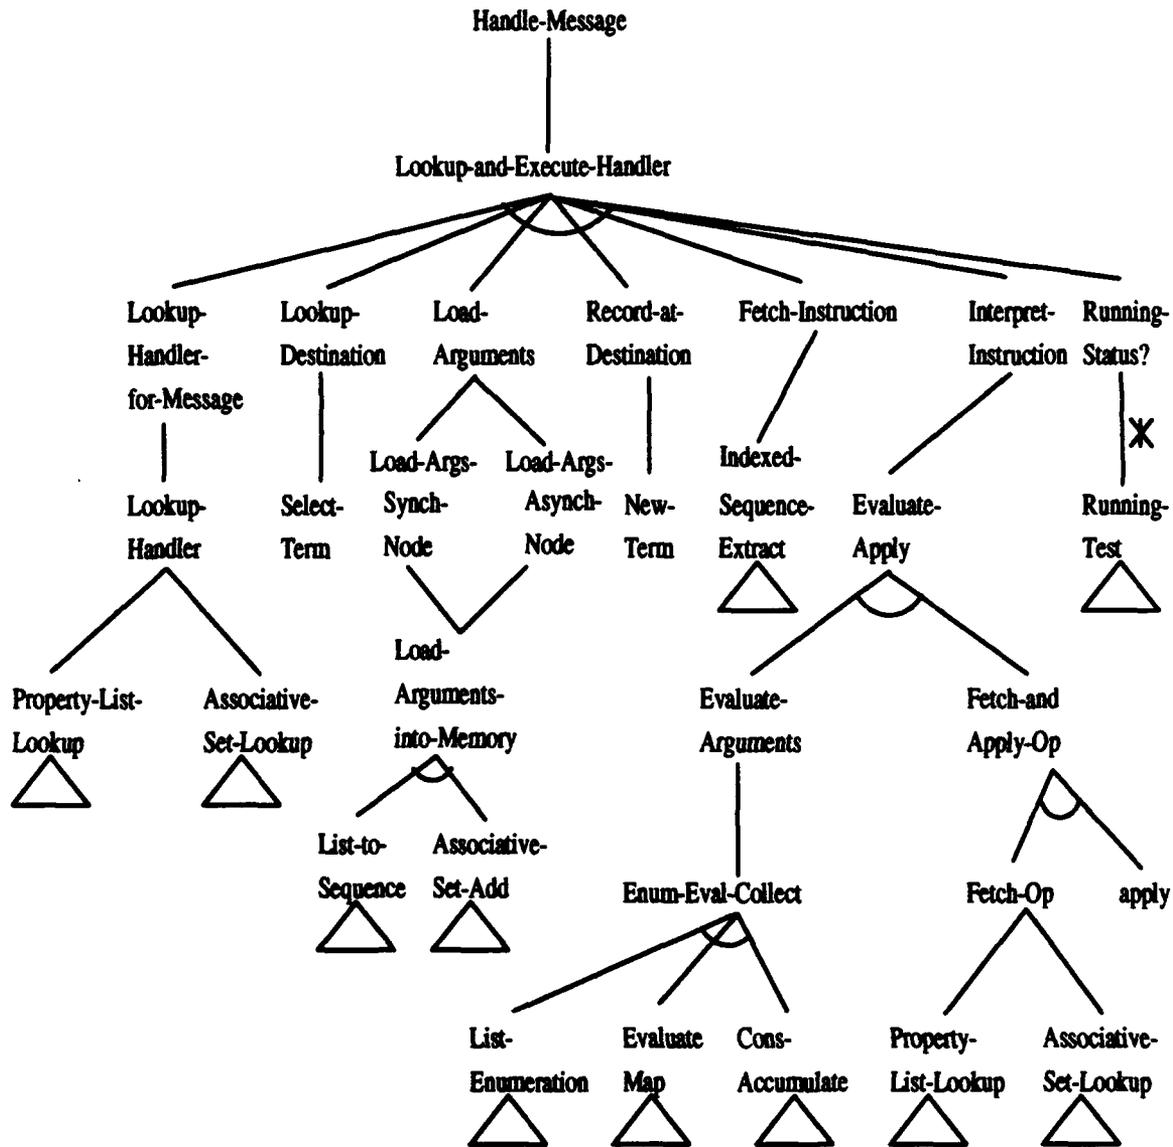 Handle-Message
Lookup-and-Execute-Handler
Lookup-
Handler-
for-Message
Lookup-
Destination
Load-
Arguments
Record-at-
Destination
Fetch-Instruction
Interpret-
Instruction
Running-
Status?
Lookup-
Handler
Select-
Term
Load-Args-
Synch-
Node
Load-Args-
Asynch-
Node
New-
Term
Indexed-
Sequence-
Extract
Evaluate-
Apply
Running-
Test
Property-List-
Lookup
Associative-
Set-Lookup
Load-
Arguments-
into-Memory
Evaluate-
Arguments
Fetch-and
Apply-Op
List-to-
Sequence
Associative-
Set-Add
Enum-Eval-Collect
Fetch-Op
apply
List-
Enumeration
Evaluate
Map
Cons-
Accumulate
Property-
List-Lookup
Associative-
Set-Lookup